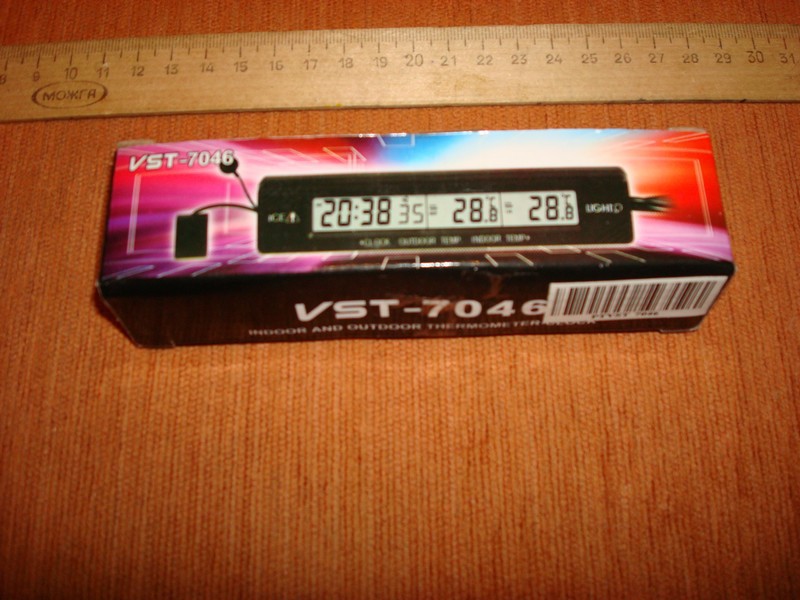 8 9 10 11 12 13 14 15 16 17 18 19 20 21 22 23 24 25 26 27 28 29 30 31
МОЖГА
VST-7046
ICE
20:38 35 28.8 28.8
LIGHT
CLOCK OUTDOOR TEMP INDOOR TEMP
VST-7046
INDOOR AND OUTDOOR THERMOMETER CLOCK